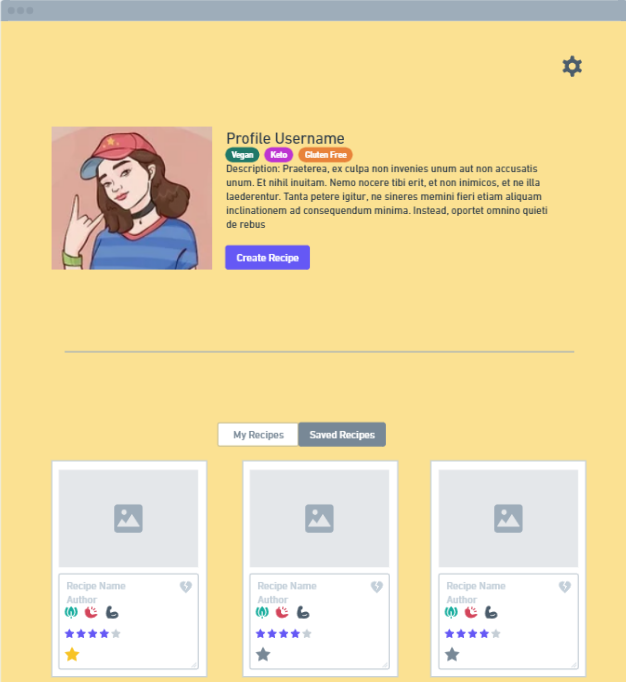 Profile Username
Vegan Keto Gluten Free
Description: Praeterea, ex culpa non invenies unum aut non accusatis
unum. Et nihil inuitam. Nemo nocere tibi erit, et non inimicos, et ne illa
laederentur. Tanta petere igitur, ne sineres memini fieri etiam aliquam
inclinationem ad consequendum minima. Instead, oportet omnino quieti
de rebus
Create Recipe
My Recipes Saved Recipes
Recipe Name
Author
Recipe Name
Author
Recipe Name
Author